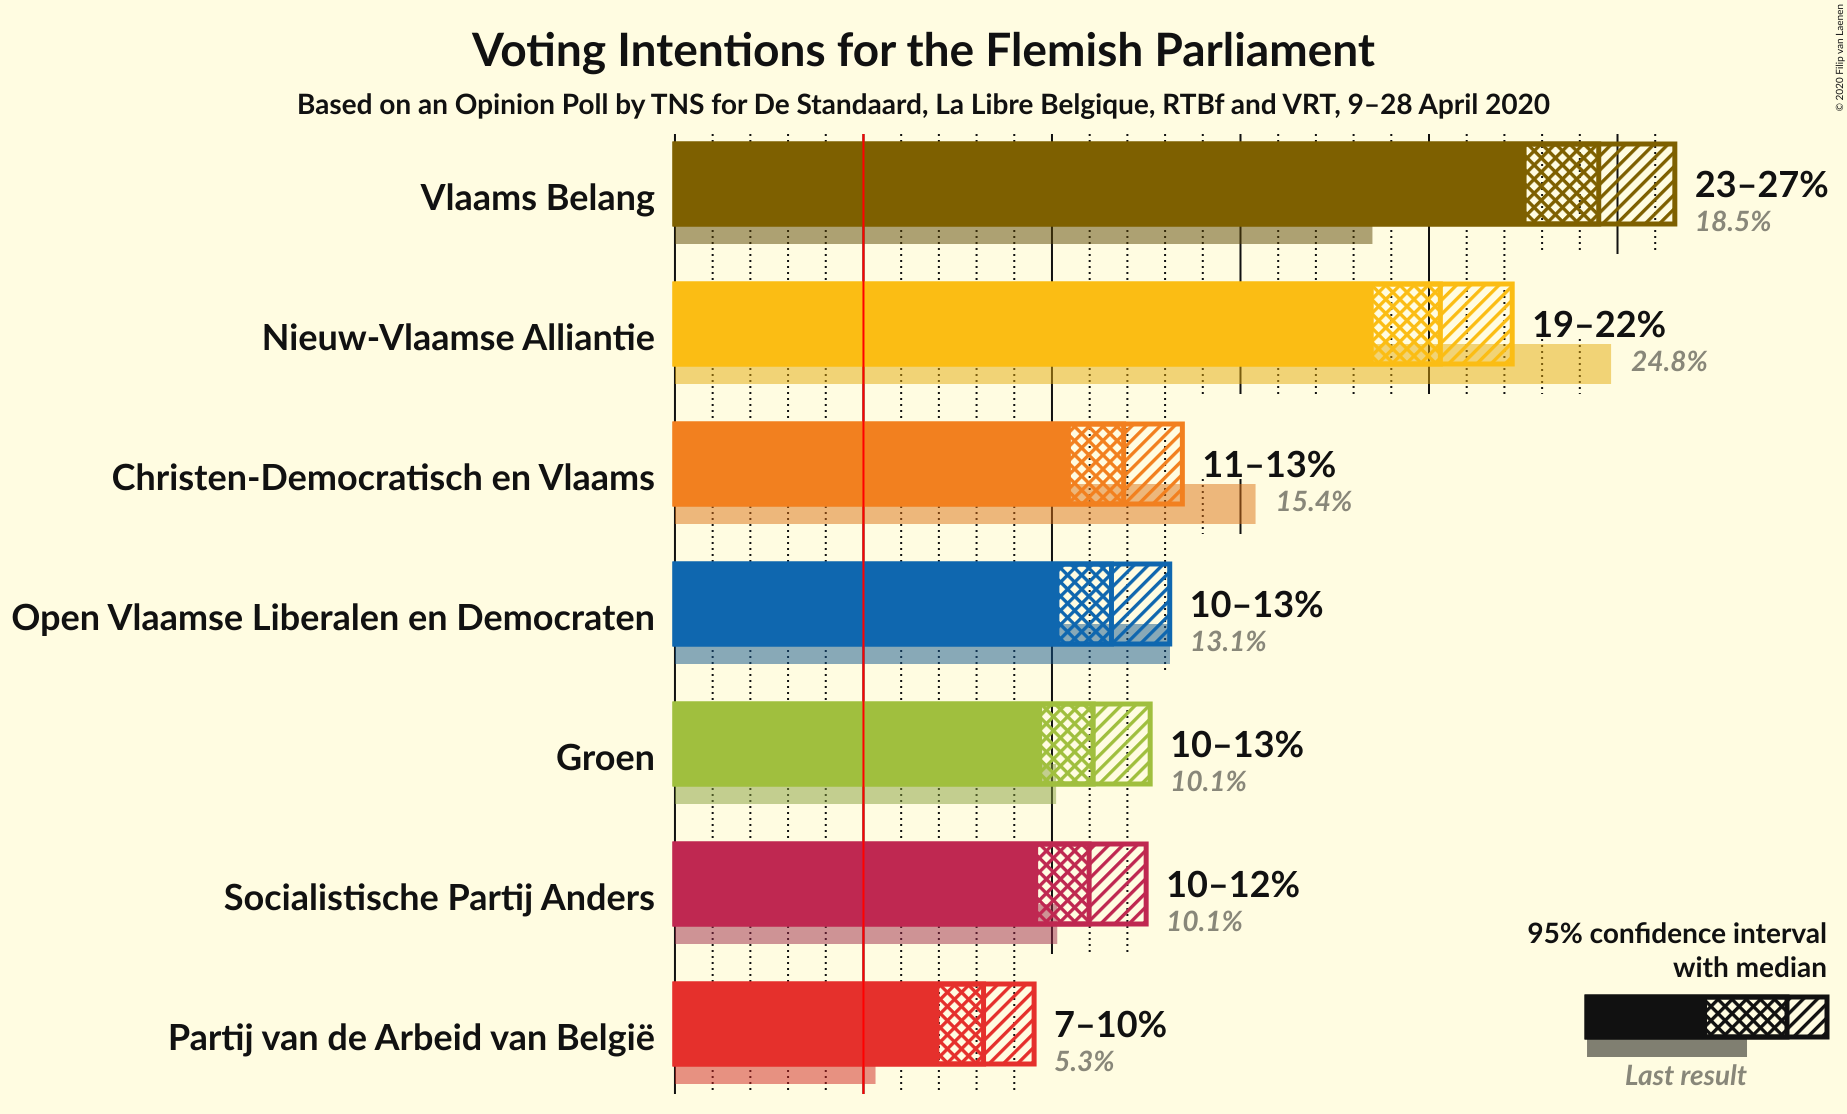 Voting Intentions for the Flemish Parliament
Based on an Opinion Poll by TNS for De Standaard, La Libre Belgique, RTBf and VRT, 9–28 April 2020
© 2020 Filip van Laenen
Vlaams Belang
23–27%
18.5%
Nieuw-Vlaamse Alliantie
19–22%
24.8%
Christen-Democratisch en Vlaams
11–13%
15.4%
Open Vlaamse Liberalen en Democraten
10–13%
13.1%
Groen
10–13%
10.1%
Socialistische Partij Anders
10–12%
10.1%
Partij van de Arbeid van België
7–10%
5.3%
95% confidence interval
with median
Last result